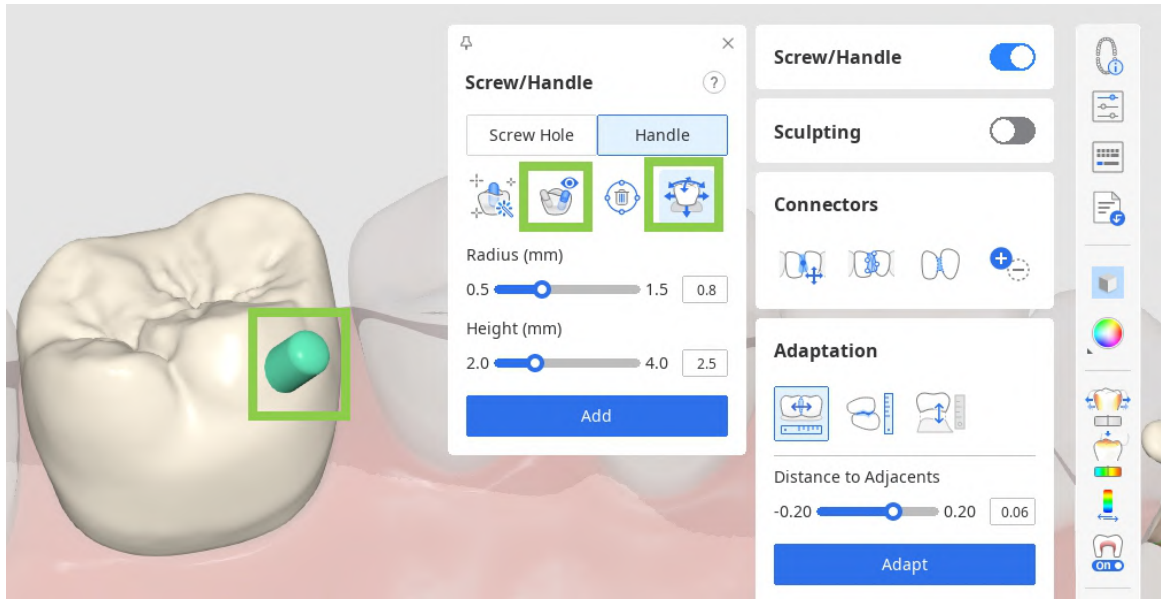 Screw/Handle
?
Screw Hole
Handle
Radius (mm)
0.5
1.5
0.8
Height (mm)
2.0
4.0
2.5
Add
Screw/Handle
Sculpting
Connectors
Adaptation
Distance to Adjacents
-0.20
0.20
0.06
Adapt
On